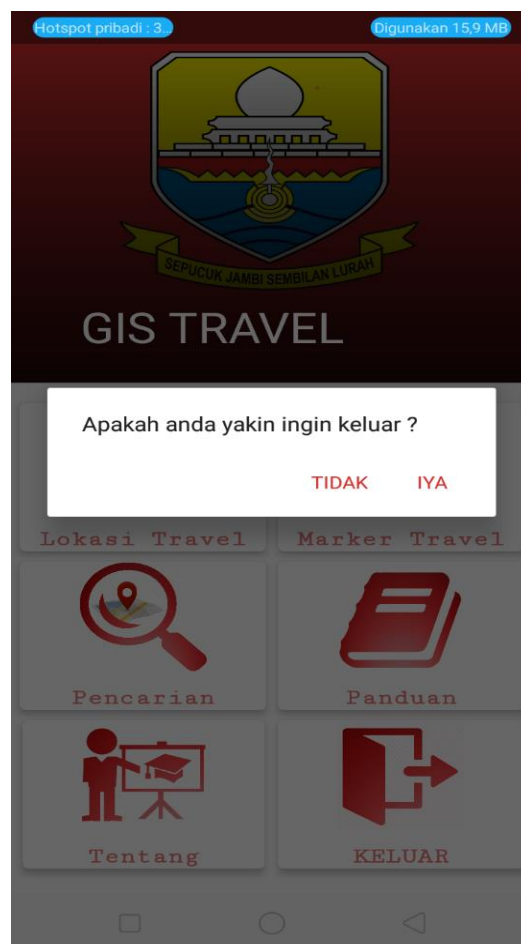 Hotspot pribadi : 3...
Digunakan 15,9 MB
SEPUCUK JAMBI SEMBILAN LURAH
GIS TRAVEL
Apakah anda yakin ingin keluar ?
TIDAK IYA
Lokasi Travel
Marker Travel
Pencarian
Panduan
Tentang
KELUAR